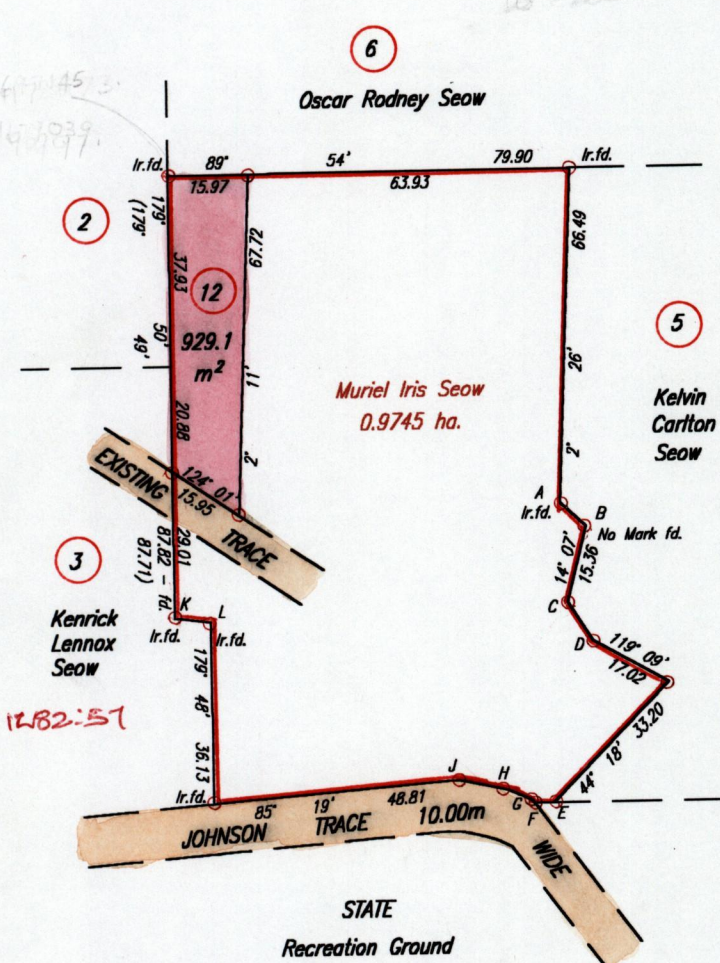 6
Oscar Rodney Seow
Ir.fd.
89°
54'
79.90
Ir.fd.
15.97
63.93
2
179°
(179°
37.93
50'
49'
20.88
12
929.1
m²
67.72
11'
2°
66.49
26'
2°
5
Muriel Iris Seow
0.9745 ha.
Kelvin
Carlton
Seow
EXISTING
TRACE
124° 01'
15.95
A
Ir.fd.
B
No Mark fd.
14° 07'
15.36
C
D
119° 09'
17.02
3
29.01
87.82 - fd.
87.71)
K
Ir.fd.
L
Ir.fd.
Kenrick
Lennox
Seow
179° 48' 36.13
33.20
44° 18'
Ir.fd.
85° 19' 48.81
J
H
G
F
E
JOHNSON TRACE 10.00m WIDE
STATE
Recreation Ground